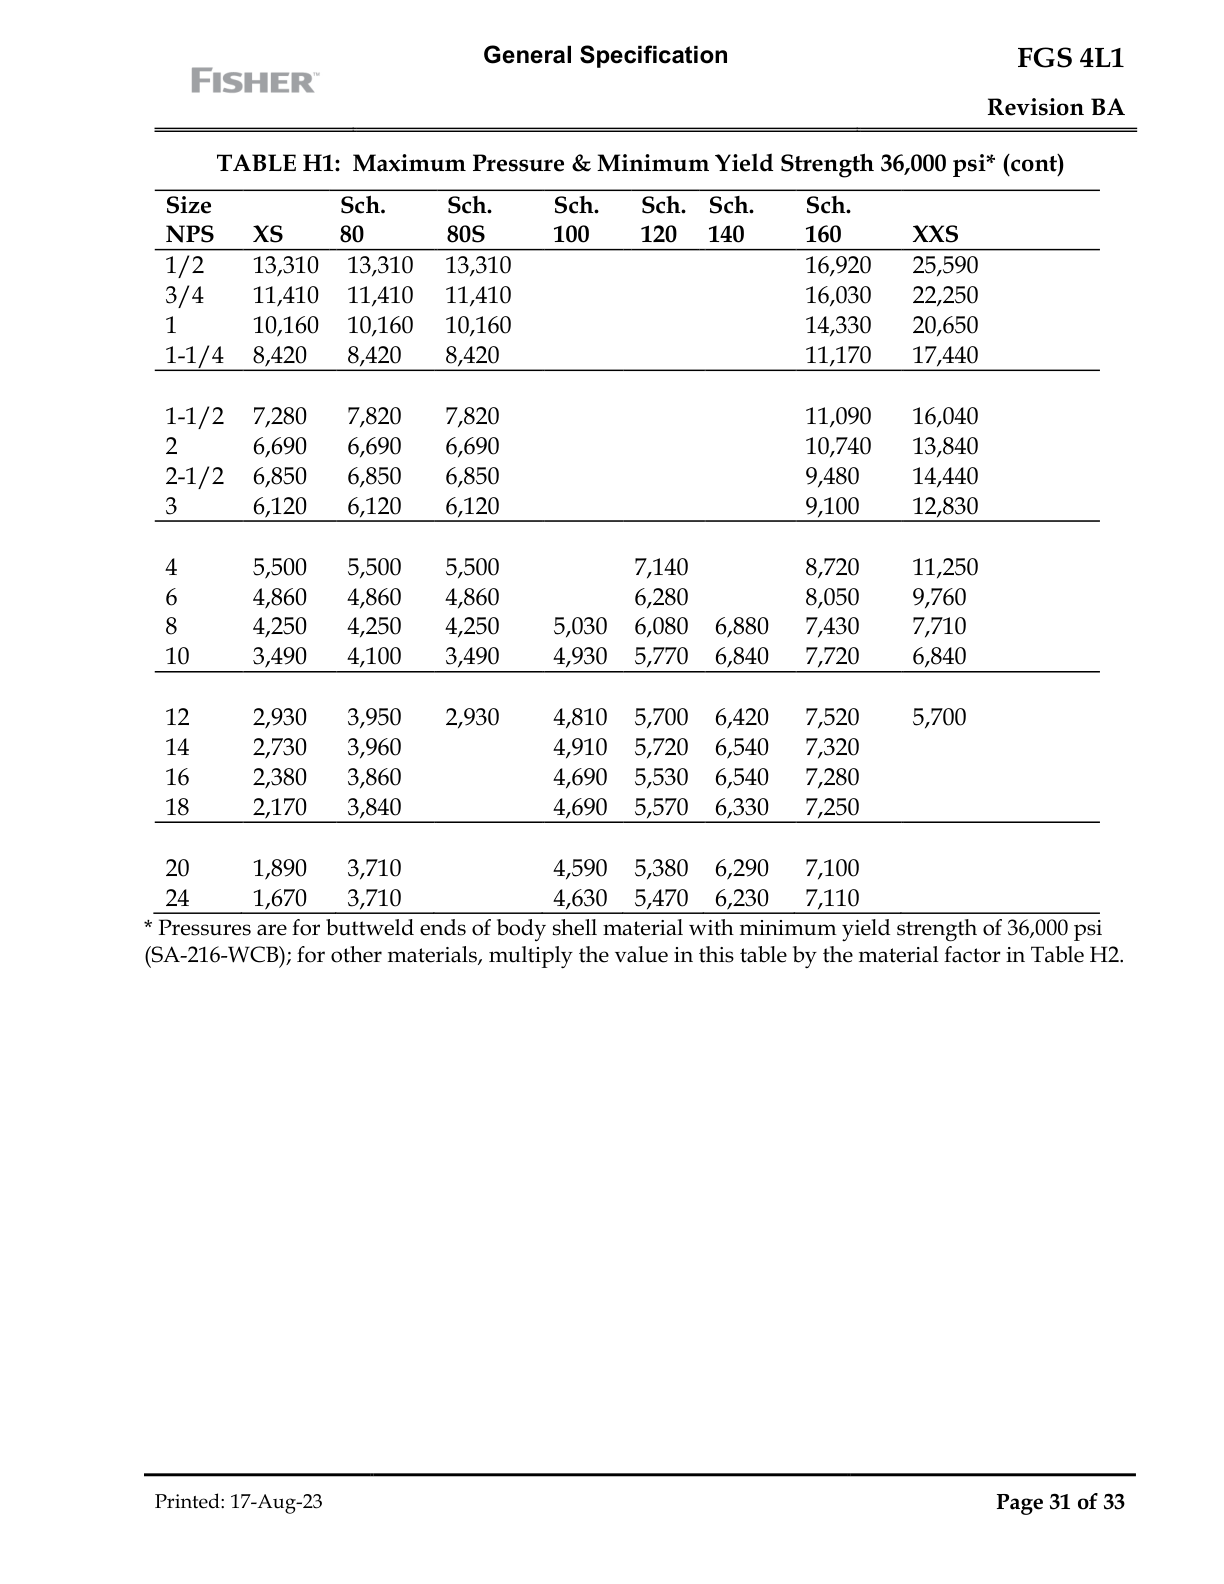 General Specification
FGS 4L1
FISHER™
Revision BA
TABLE H1: Maximum Pressure & Minimum Yield Strength 36,000 psi* (cont)
Size Sch. Sch. Sch. Sch. Sch. Sch.
NPS XS 80 80S 100 120 140 160 XXS
1/2 13,310 13,310 13,310 16,920 25,590
3/4 11,410 11,410 11,410 16,030 22,250
1 10,160 10,160 10,160 14,330 20,650
1-1/4 8,420 8,420 8,420 11,170 17,440
1-1/2 7,280 7,820 7,820 11,090 16,040
2 6,690 6,690 6,690 10,740 13,840
2-1/2 6,850 6,850 6,850 9,480 14,440
3 6,120 6,120 6,120 9,100 12,830
4 5,500 5,500 5,500 7,140 8,720 11,250
6 4,860 4,860 4,860 6,280 8,050 9,760
8 4,250 4,250 4,250 5,030 6,080 6,880 7,430 7,710
10 3,490 4,100 3,490 4,930 5,770 6,840 7,720 6,840
12 2,930 3,950 2,930 4,810 5,700 6,420 7,520 5,700
14 2,730 3,960 4,910 5,720 6,540 7,320
16 2,380 3,860 4,690 5,530 6,540 7,280
18 2,170 3,840 4,690 5,570 6,330 7,250
20 1,890 3,710 4,590 5,380 6,290 7,100
24 1,670 3,710 4,630 5,470 6,230 7,110
* Pressures are for buttweld ends of body shell material with minimum yield strength of 36,000 psi
(SA-216-WCB); for other materials, multiply the value in this table by the material factor in Table H2.
Printed: 17-Aug-23
Page 31 of 33